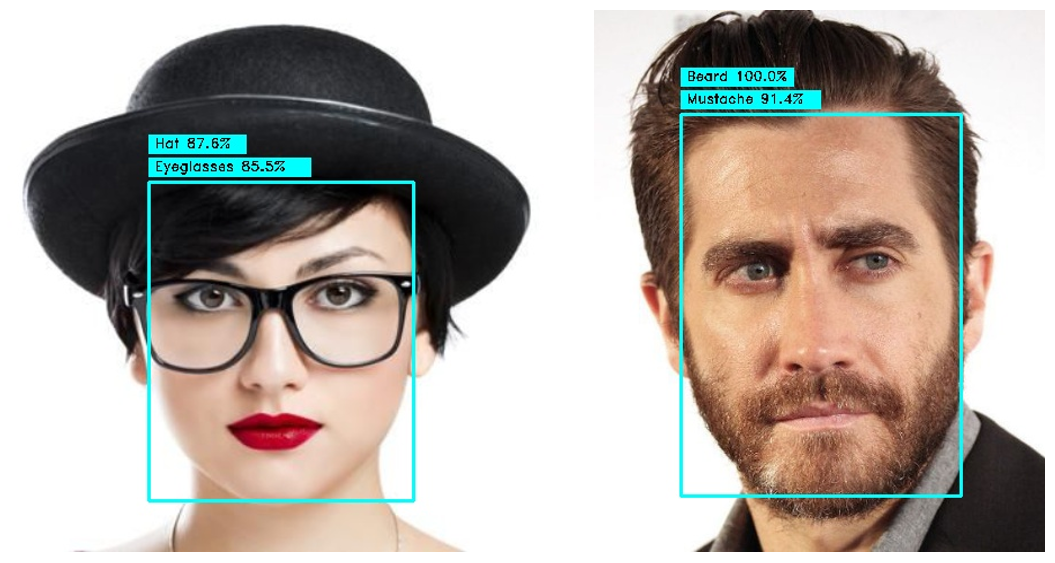 Hat 87.6%
Eyeglasses 85.5%
Beard 100.0%
Mustache 91.4%